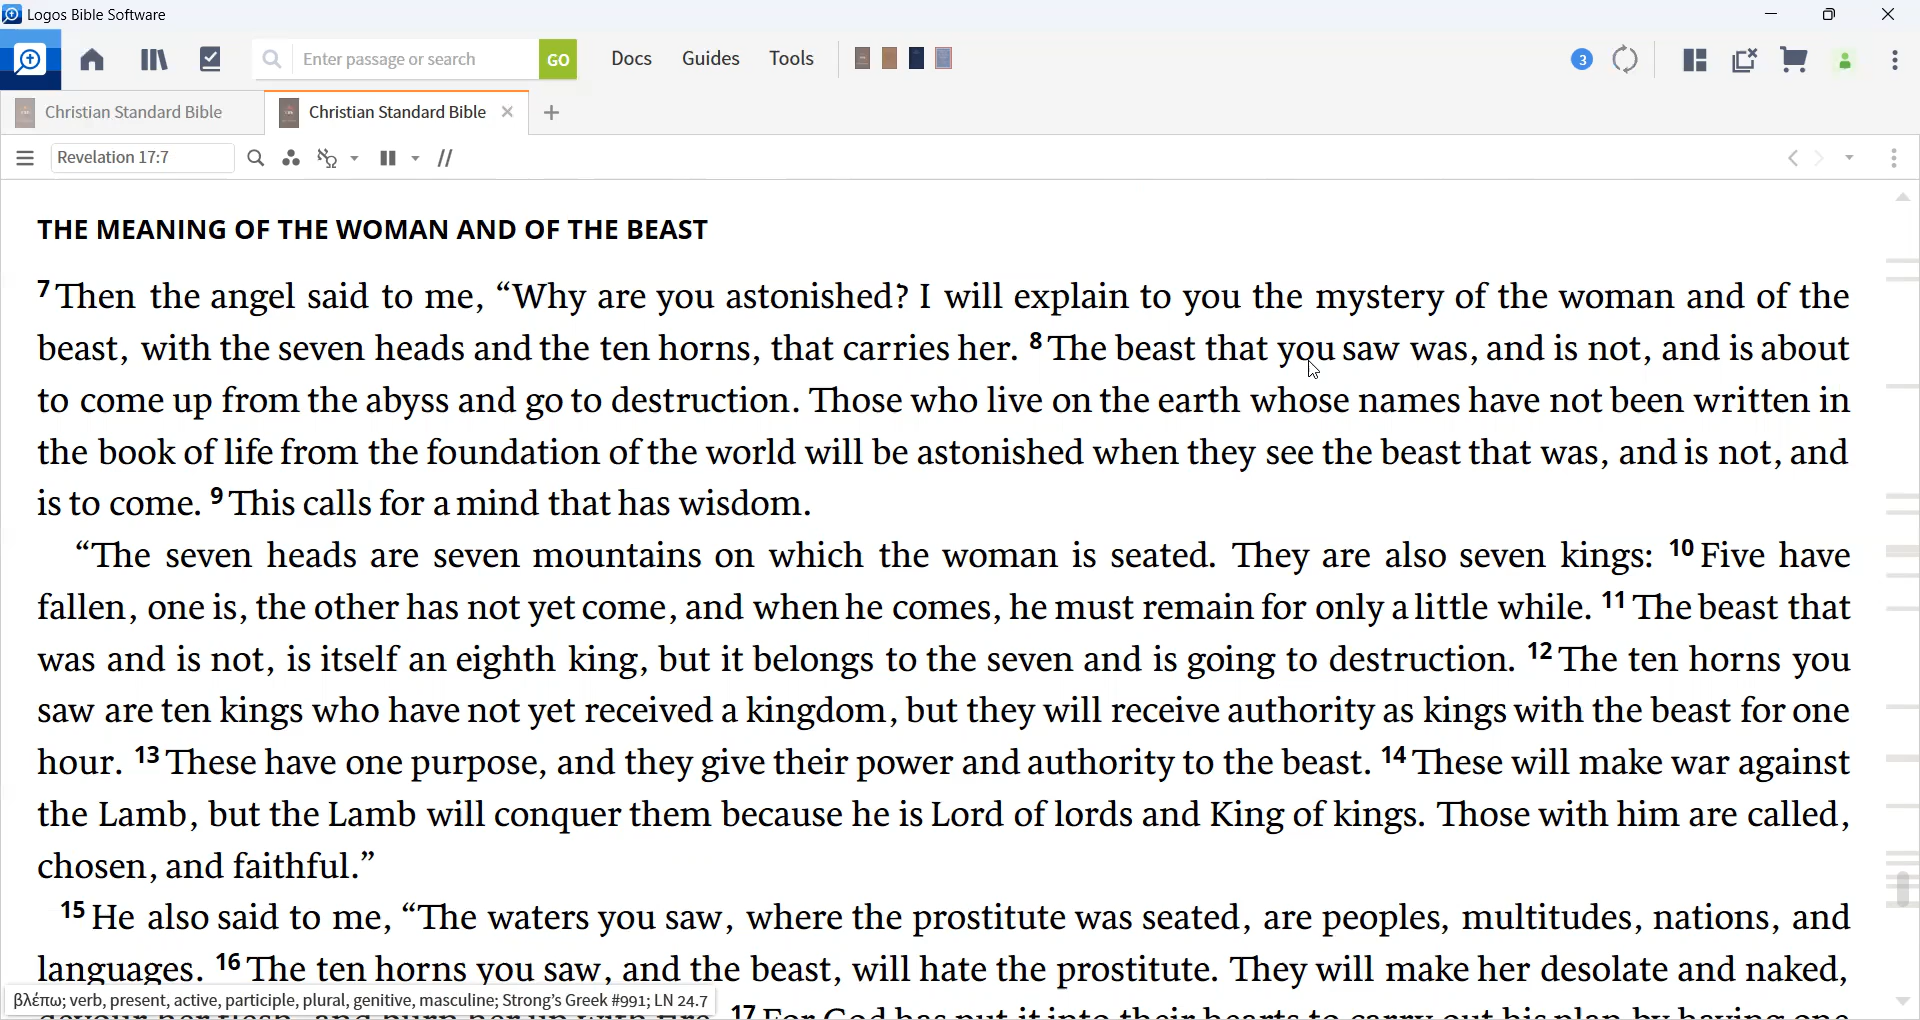 Logos Bible Software
Enter passage or search
GO
Docs
Guides
Tools
3
Christian Standard Bible
Christian Standard Bible
Revelation 17:7
THE MEANING OF THE WOMAN AND OF THE BEAST
7 Then the angel said to me, “Why are you astonished? I will explain to you the mystery of the woman and of the
beast, with the seven heads and the ten horns, that carries her. 8 The beast that you saw was, and is not, and is about
to come up from the abyss and go to destruction. Those who live on the earth whose names have not been written in
the book of life from the foundation of the world will be astonished when they see the beast that was, and is not, and
is to come. 9 This calls for a mind that has wisdom.
“The seven heads are seven mountains on which the woman is seated. They are also seven kings: 10 Five have
fallen, one is, the other has not yet come, and when he comes, he must remain for only a little while. 11 The beast that
was and is not, is itself an eighth king, but it belongs to the seven and is going to destruction. 12 The ten horns you
saw are ten kings who have not yet received a kingdom, but they will receive authority as kings with the beast for one
hour. 13 These have one purpose, and they give their power and authority to the beast. 14 These will make war against
the Lamb, but the Lamb will conquer them because he is Lord of lords and King of kings. Those with him are called,
chosen, and faithful.”
15 He also said to me, “The waters you saw, where the prostitute was seated, are peoples, multitudes, nations, and
languages. 16 The ten horns you saw, and the beast, will hate the prostitute. They will make her desolate and naked,
17 For God has put it into their hearts to carry out his plan by having one
βλέπω; verb, present, active, participle, plural, genitive, masculine; Strong’s Greek #991; LN 24.7